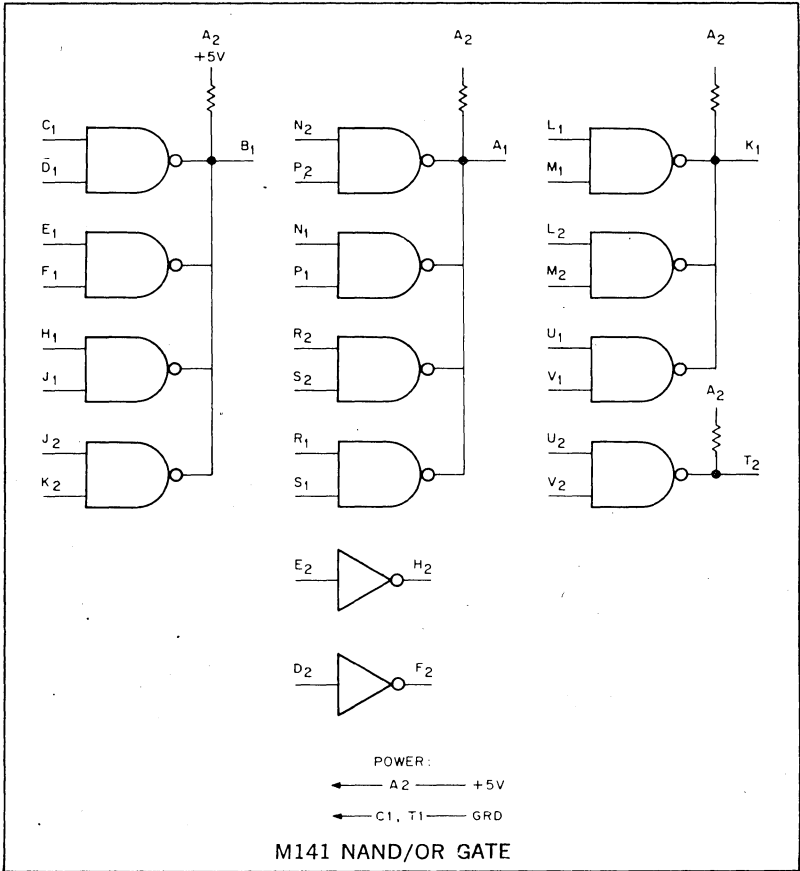 A2 A2 A2
+5V
C1 N2 L1
B1 A1 K1
D1 P2 M1
E1 N1 L2
F1 P1 M2
H1 R2 U1
J1 S2 V1
A2
J2 R1 U2
T2
K2 S1 V2
E2 H2
D2 F2
POWER:
A2 +5V
C1, T1 GRD
M141 NAND/OR GATE